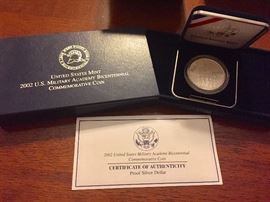 UNITED STATES MINT
2002 U.S. MILITARY ACADEMY BICENTENNIAL
COMMEMORATIVE COIN
2002 United States Military Academy Bicentennial
Commemorative Coin
CERTIFICATE OF AUTHENTICITY
Proof Silver Dollar